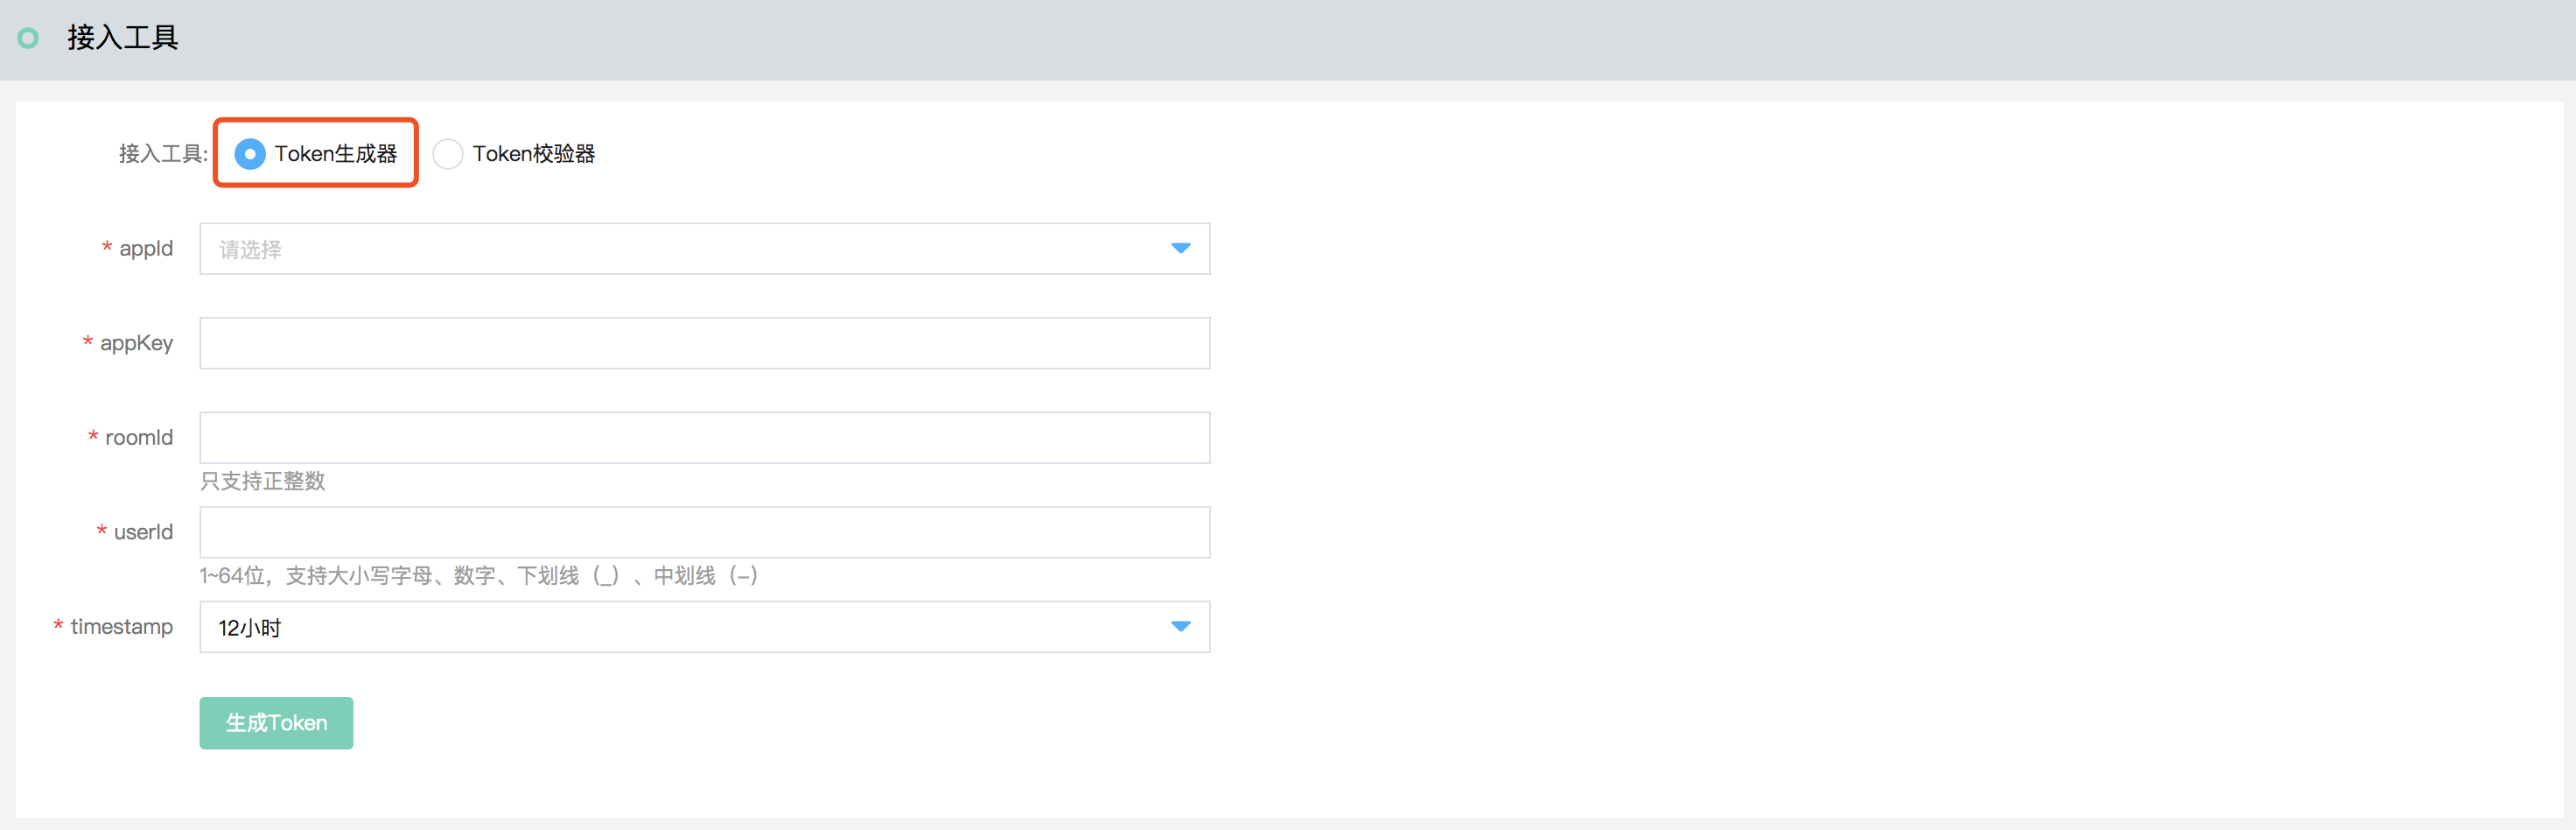 接入工具
接入工具: Token生成器 Token校验器
* appId 请选择
* appKey
* roomId
只支持正整数
* userId
1~64位，支持大小写字母、数字、下划线（_）、中划线（-）
* timestamp 12小时
生成Token